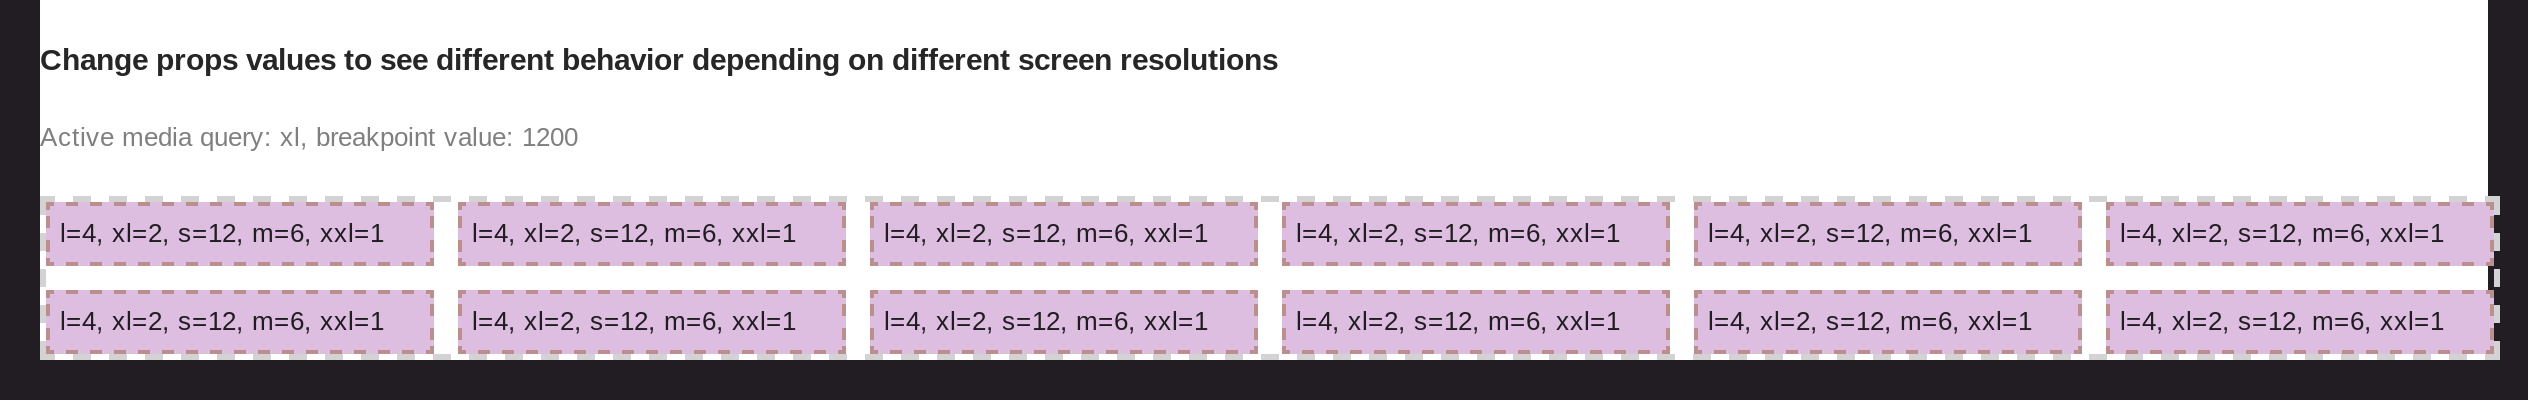 Change props values to see different behavior depending on different screen resolutions
Active media query: xl, breakpoint value: 1200
l=4, xl=2, s=12, m=6, xxl=1 l=4, xl=2, s=12, m=6, xxl=1 l=4, xl=2, s=12, m=6, xxl=1 l=4, xl=2, s=12, m=6, xxl=1 l=4, xl=2, s=12, m=6, xxl=1 l=4, xl=2, s=12, m=6, xxl=1
l=4, xl=2, s=12, m=6, xxl=1 l=4, xl=2, s=12, m=6, xxl=1 l=4, xl=2, s=12, m=6, xxl=1 l=4, xl=2, s=12, m=6, xxl=1 l=4, xl=2, s=12, m=6, xxl=1 l=4, xl=2, s=12, m=6, xxl=1